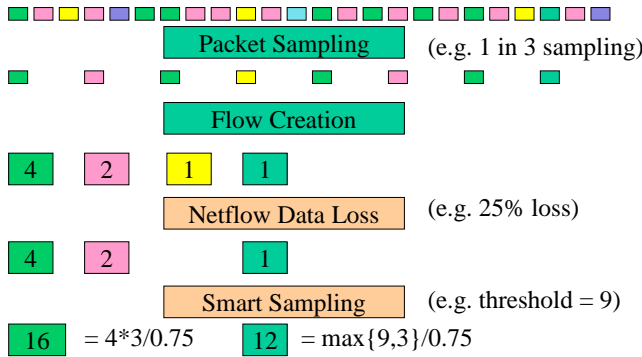 Packet Sampling (e.g. 1 in 3 sampling)
Flow Creation
4 2 1 1
Netflow Data Loss (e.g. 25% loss)
4 2 1
Smart Sampling (e.g. threshold = 9)
16 = 4*3/0.75 12 = max{9,3}/0.75